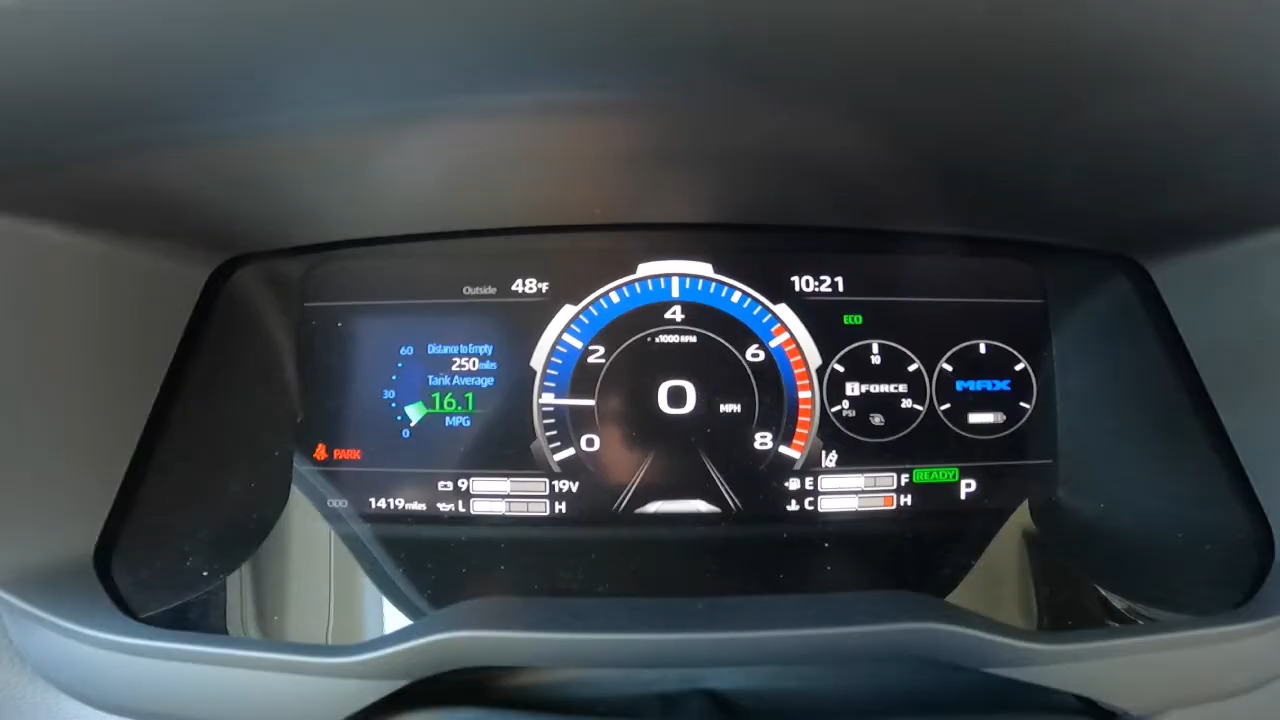 Outside 48°F
10:21
ECO
60
30
0
Distance to Empty
250 miles
Tank Average
16.1
MPG
PARK
0
2
4
6
8
x1000 RPM
0
MPH
10
iFORCE
0
20
PSI
MAX
9
19V
L
H
E
F
C
H
READY
P
ODO 1419 miles